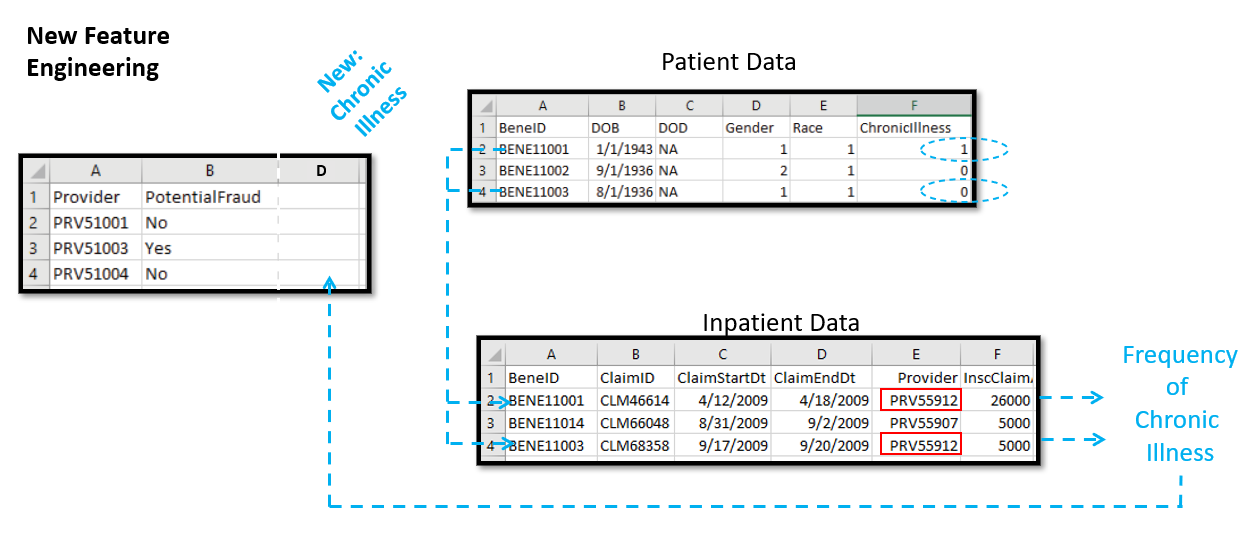 New Feature
Engineering
New:
Chronic
Illness
A B D
1 Provider PotentialFraud
2 PRV51001 No
3 PRV51003 Yes
4 PRV51004 No
Patient Data
A B C D E F
1 BeneID DOB DOD Gender Race ChronicIllness
2 BENE11001 1/1/1943 NA 1 1 1
3 BENE11002 9/1/1936 NA 2 1 0
4 BENE11003 8/1/1936 NA 1 1 0
Inpatient Data
A B C D E F
1 BeneID ClaimID ClaimStartDt ClaimEndDt Provider InscClaim
2 BENE11001 CLM46614 4/12/2009 4/18/2009 PRV55912 26000
3 BENE11014 CLM66048 8/31/2009 9/2/2009 PRV55907 5000
4 BENE11003 CLM68358 9/17/2009 9/20/2009 PRV55912 5000
Frequency
of
Chronic
Illness